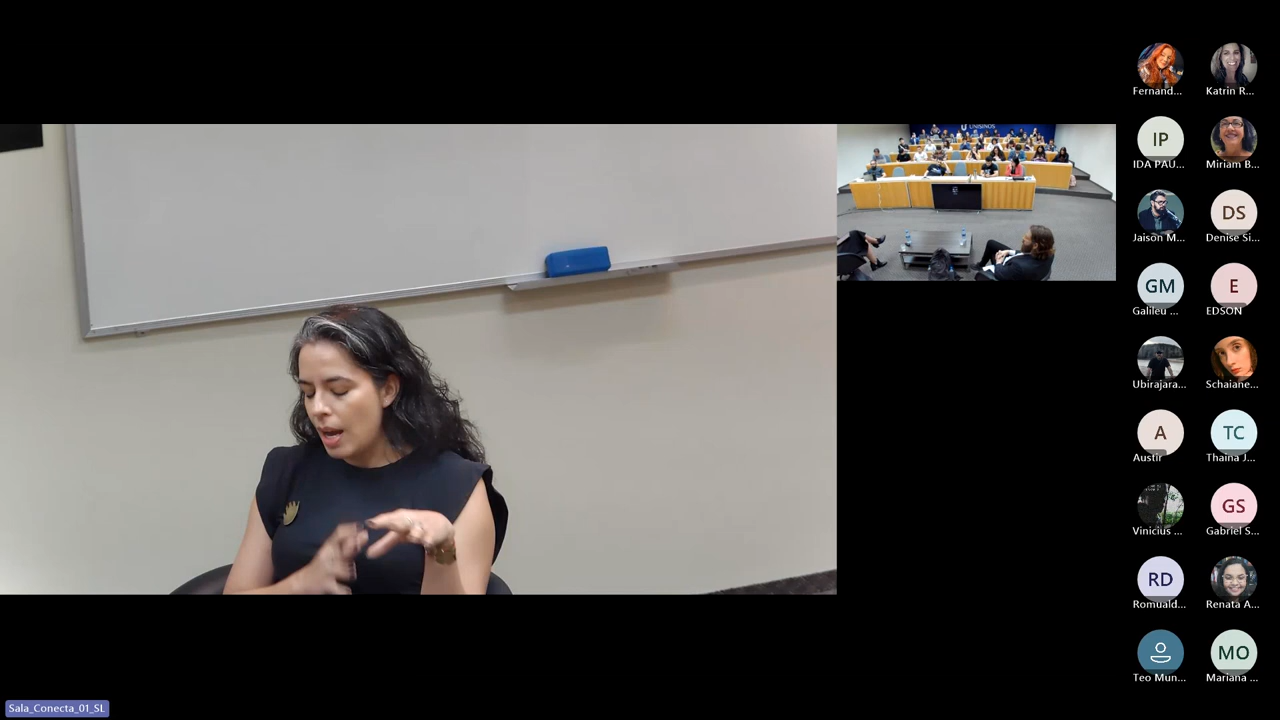 UNISINOS
Fernand...
Katrin R...
IP
IDA PAU...
Miriam B...
Jaison M...
DS
Denise Si...
GM
Galileu ...
E
EDSON
Ubirajara...
Schaiane...
A
Austir
TC
Thaina J...
Vinicius ...
GS
Gabriel S...
RD
Romuald...
Renata A...
Teo Mun...
MO
Mariana ...
Sala_Conecta_01_SL